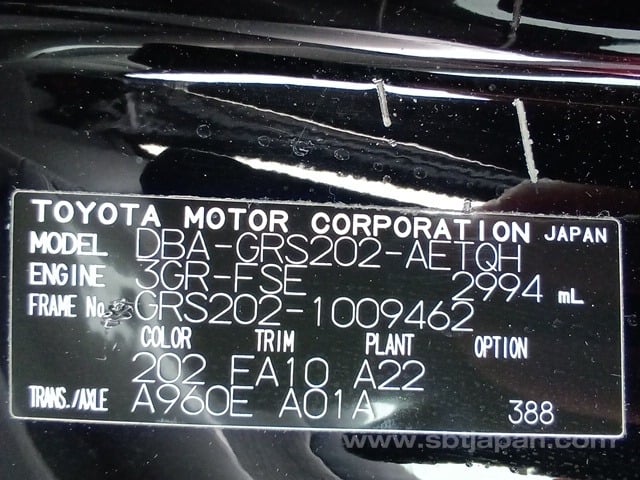 TOYOTA MOTOR CORPORATION JAPAN
MODEL DBA-GRS202-AETQH
ENGINE 3GR-FSE 2994 mL
FRAME No. GRS202-1009462
COLOR TRIM PLANT OPTION
202 FA10 A22
TRANS./AXLE A960E A01A 388
www.sbtjapan.com